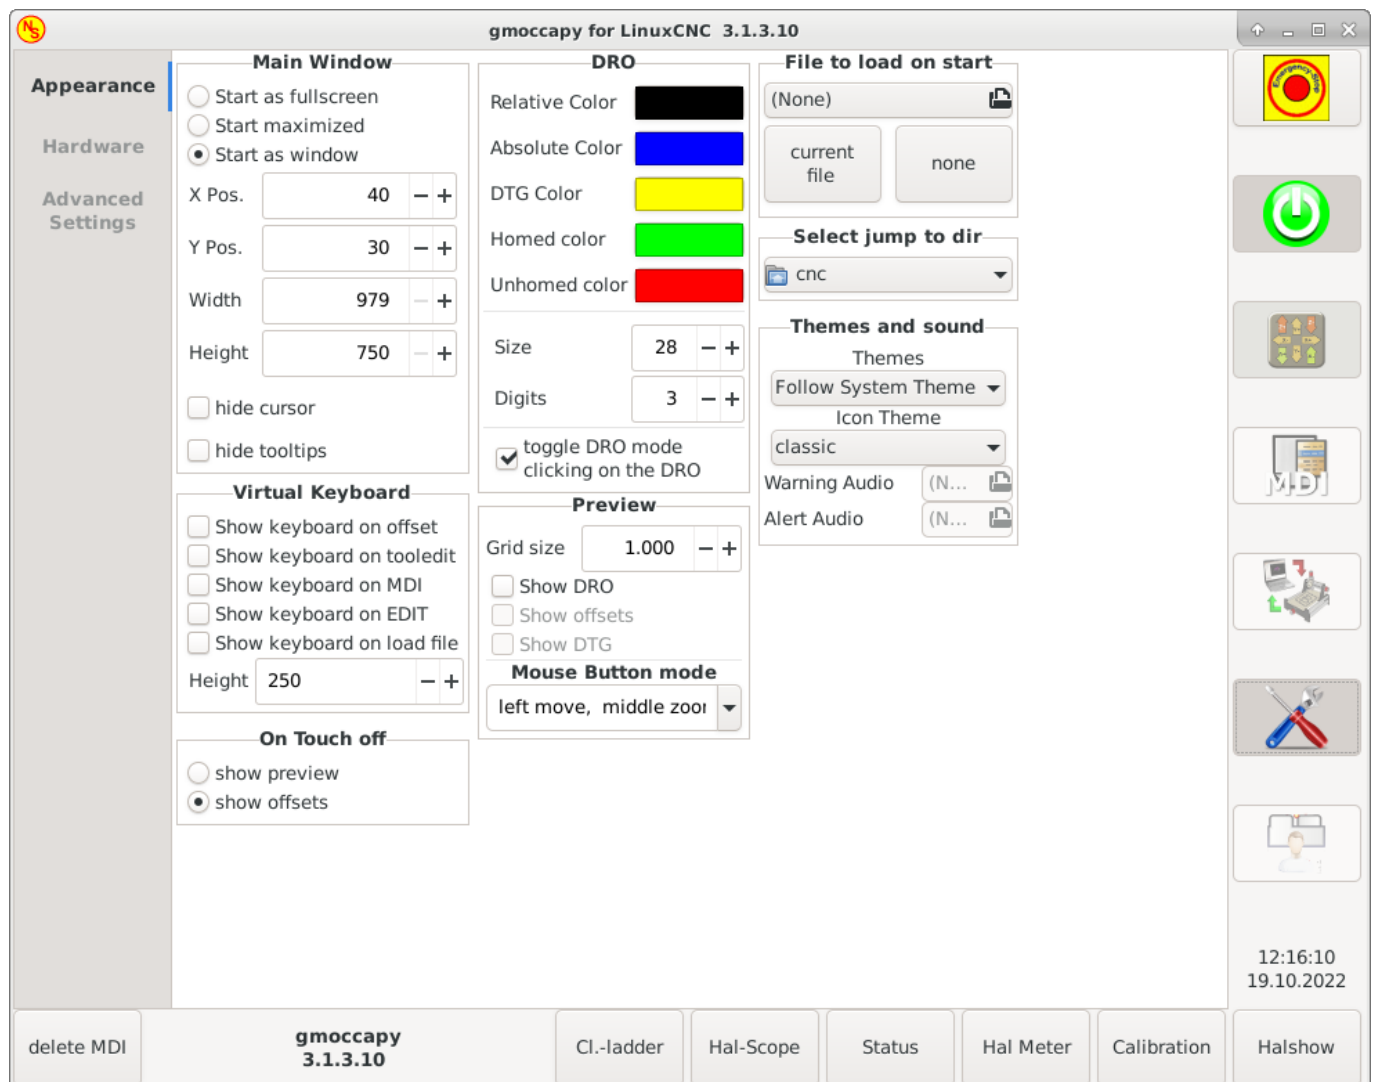 NS
gmoccapy for LinuxCNC 3.1.3.10
Appearance
Hardware
Advanced
Settings
Main Window
Start as fullscreen
Start maximized
Start as window
X Pos. 40
Y Pos. 30
Width 979
Height 750
hide cursor
hide tooltips
Virtual Keyboard
Show keyboard on offset
Show keyboard on tooledit
Show keyboard on MDI
Show keyboard on EDIT
Show keyboard on load file
Height 250
On Touch off
show preview
show offsets
DRO
Relative Color
Absolute Color
DTG Color
Homed color
Unhomed color
Size 28
Digits 3
toggle DRO mode
clicking on the DRO
Preview
Grid size 1.000
Show DRO
Show offsets
Show DTG
Mouse Button mode
left move, middle zoor
File to load on start
(None)
current
file
none
Select jump to dir
cnc
Themes and sound
Themes
Follow System Theme
Icon Theme
classic
Warning Audio (N...
Alert Audio (N...
Emergency-Stop
MDI
12:16:10
19.10.2022
delete MDI
gmoccapy
3.1.3.10
Cl.-ladder
Hal-Scope
Status
Hal Meter
Calibration
Halshow